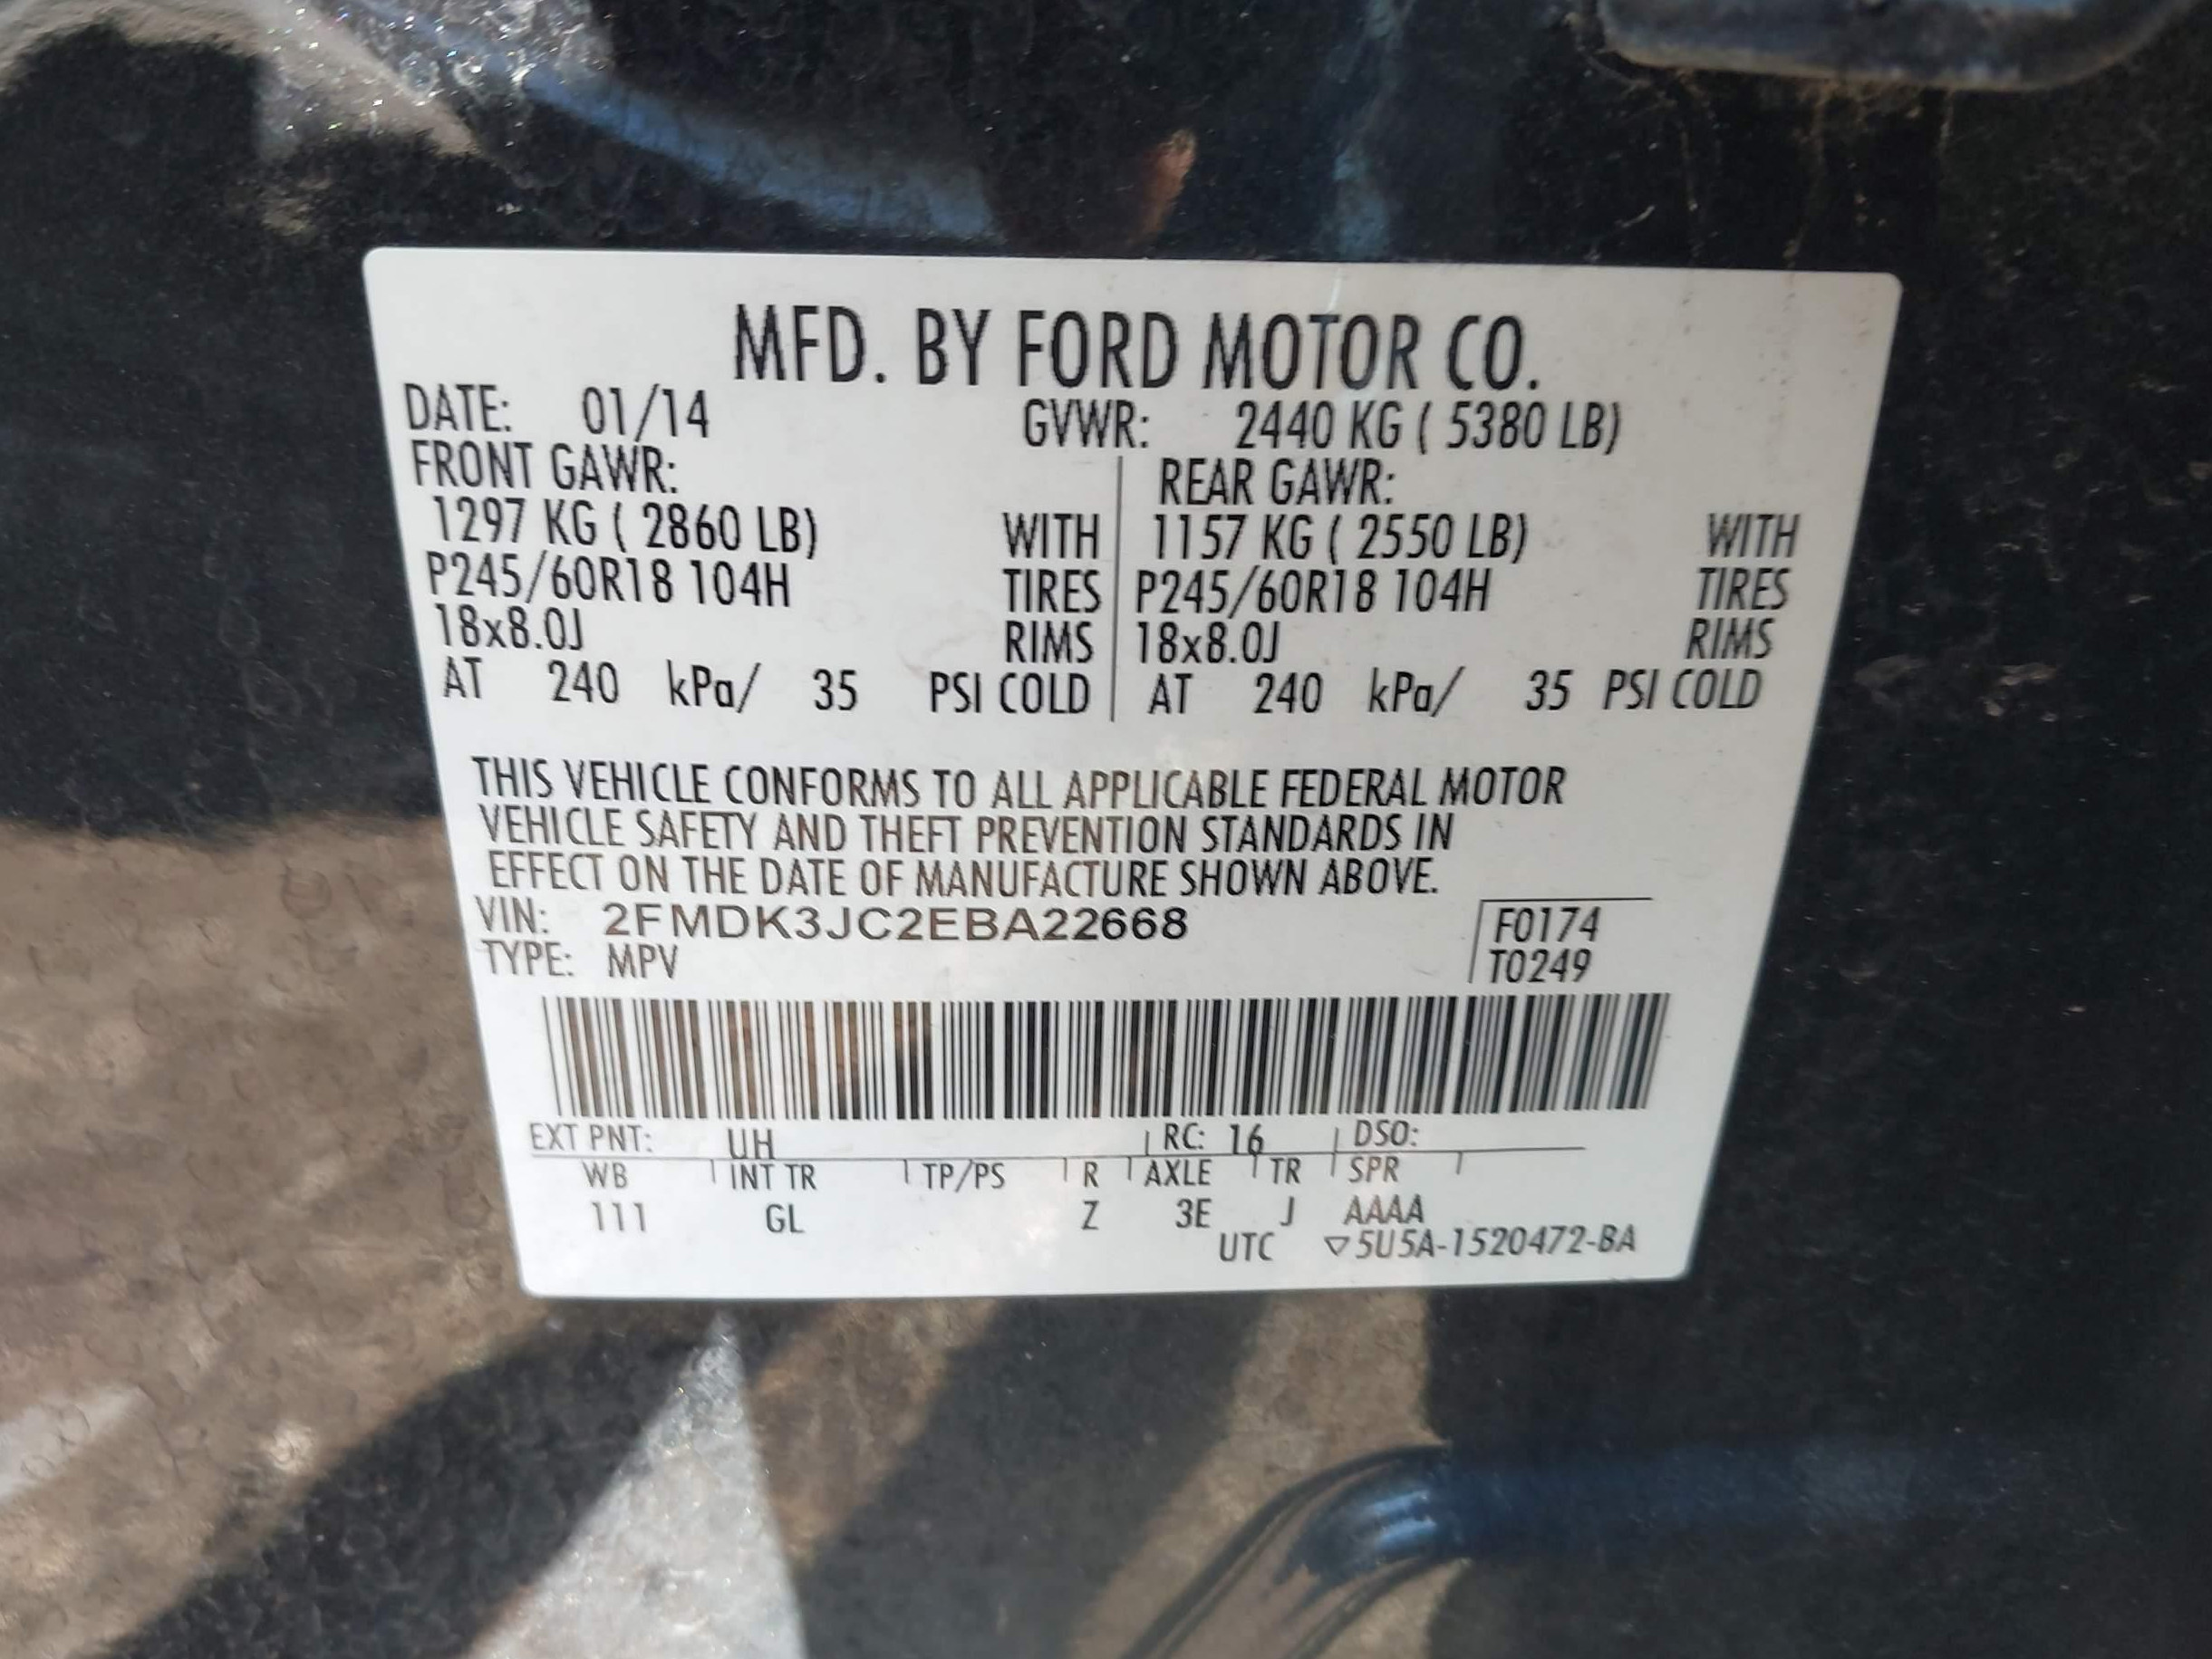 MFD. BY FORD MOTOR CO.
DATE: 01/14 GVWR: 2440 KG ( 5380 LB)
FRONT GAWR: REAR GAWR:
1297 KG ( 2860 LB) WITH 1157 KG ( 2550 LB) WITH
P245/60R18 104H TIRES P245/60R18 104H TIRES
18x8.0J RIMS 18x8.0J RIMS
AT 240 kPa/ 35 PSI COLD AT 240 kPa/ 35 PSI COLD
THIS VEHICLE CONFORMS TO ALL APPLICABLE FEDERAL MOTOR
VEHICLE SAFETY AND THEFT PREVENTION STANDARDS IN
EFFECT ON THE DATE OF MANUFACTURE SHOWN ABOVE.
VIN: 2FMDK3JC2EBA22668 F0174
TYPE: MPV T0249
EXT PNT: UH RC: 16 DSO:
WB INT TR TP/PS R AXLE TR SPR
111 GL Z 3E J AAAA
UTC ▽5U5A-1520472-BA